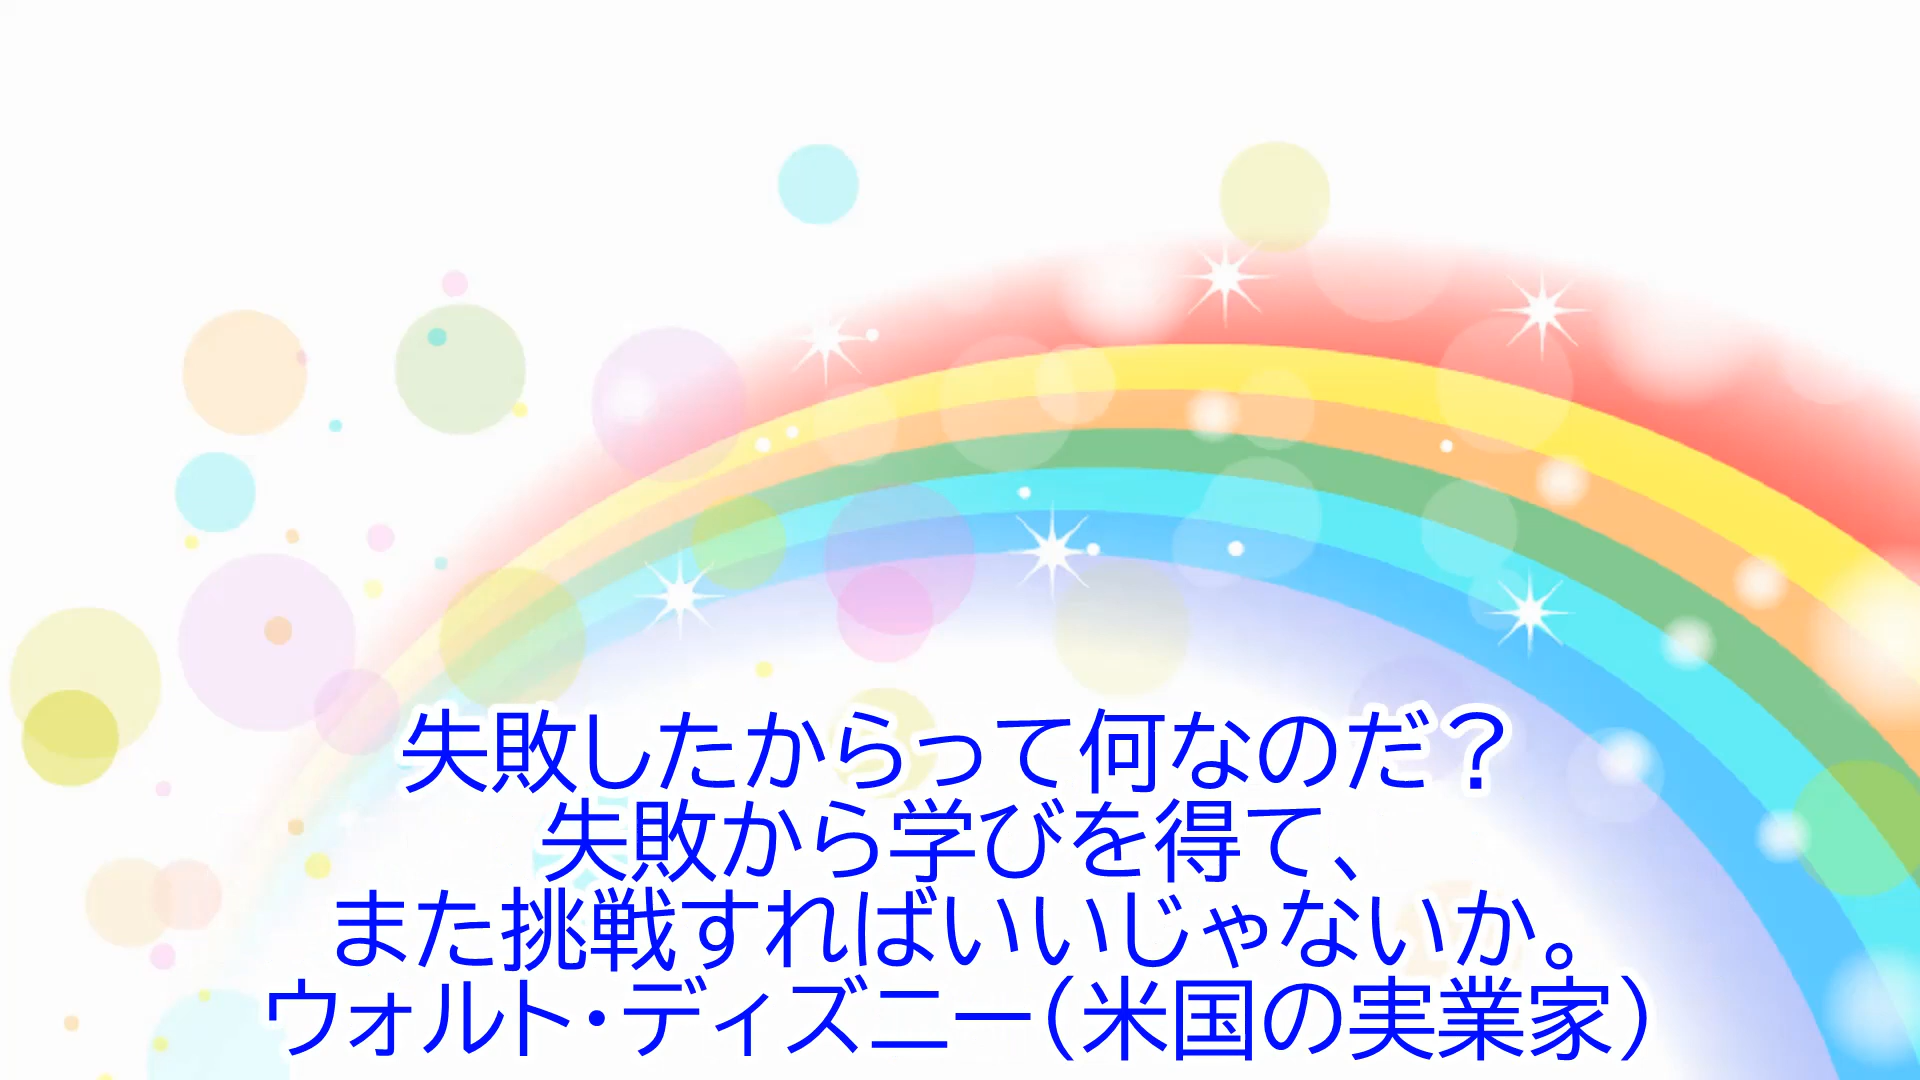 失敗したからって何なのだ？
失敗から学びを得て、
また挑戦すればいいじゃないか。
ウォルト・ディズニー（米国の実業家）